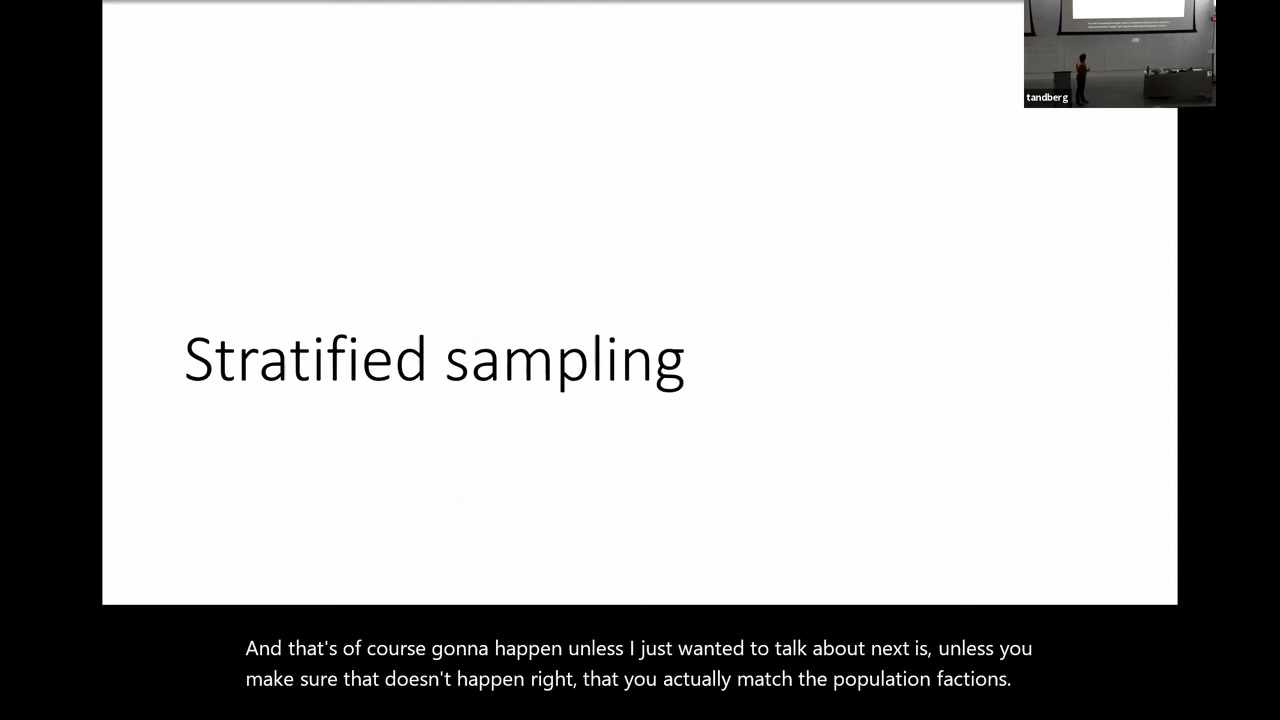 tandberg
Stratified sampling
And that's of course gonna happen unless I just wanted to talk about next is, unless you
make sure that doesn't happen right, that you actually match the population factions.